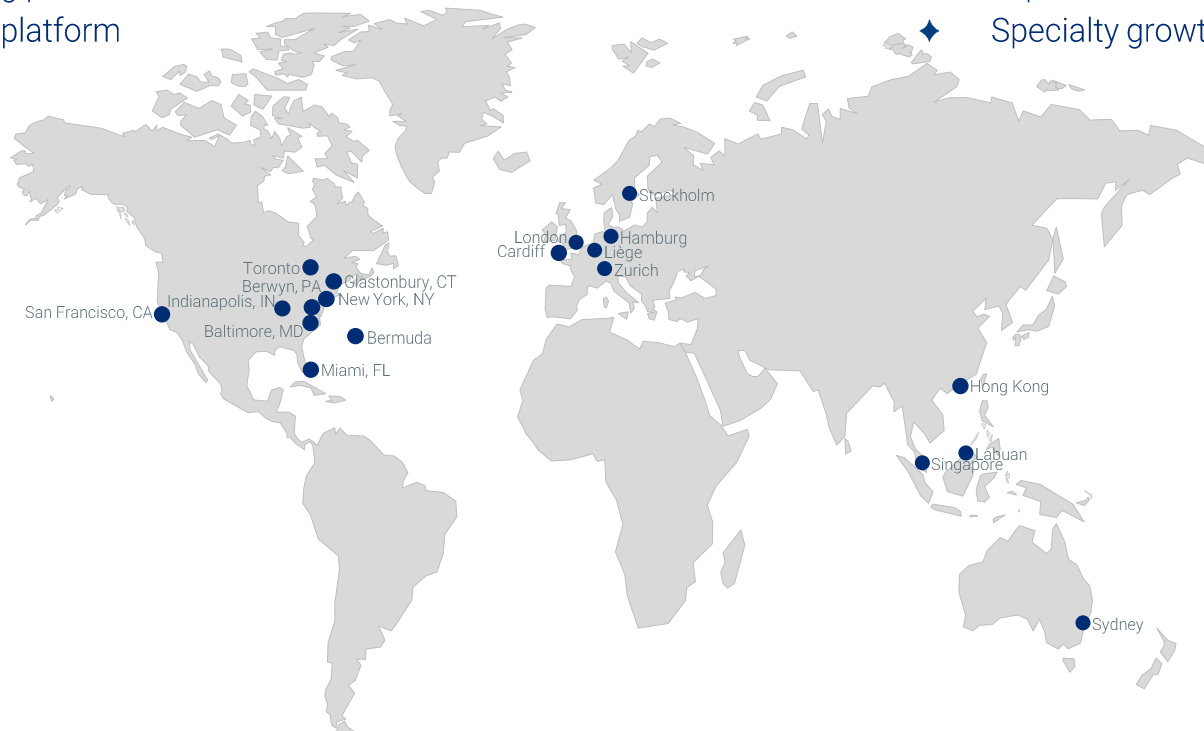 platform
Specialty growt
Stockholm
London
Hamburg
Cardiff
Liège
Zurich
Toronto
Berwyn, PA
Glastonbury, CT
Indianapolis, IN
New York, NY
San Francisco, CA
Baltimore, MD
Bermuda
Miami, FL
Hong Kong
Labuan
Singapore
Sydney